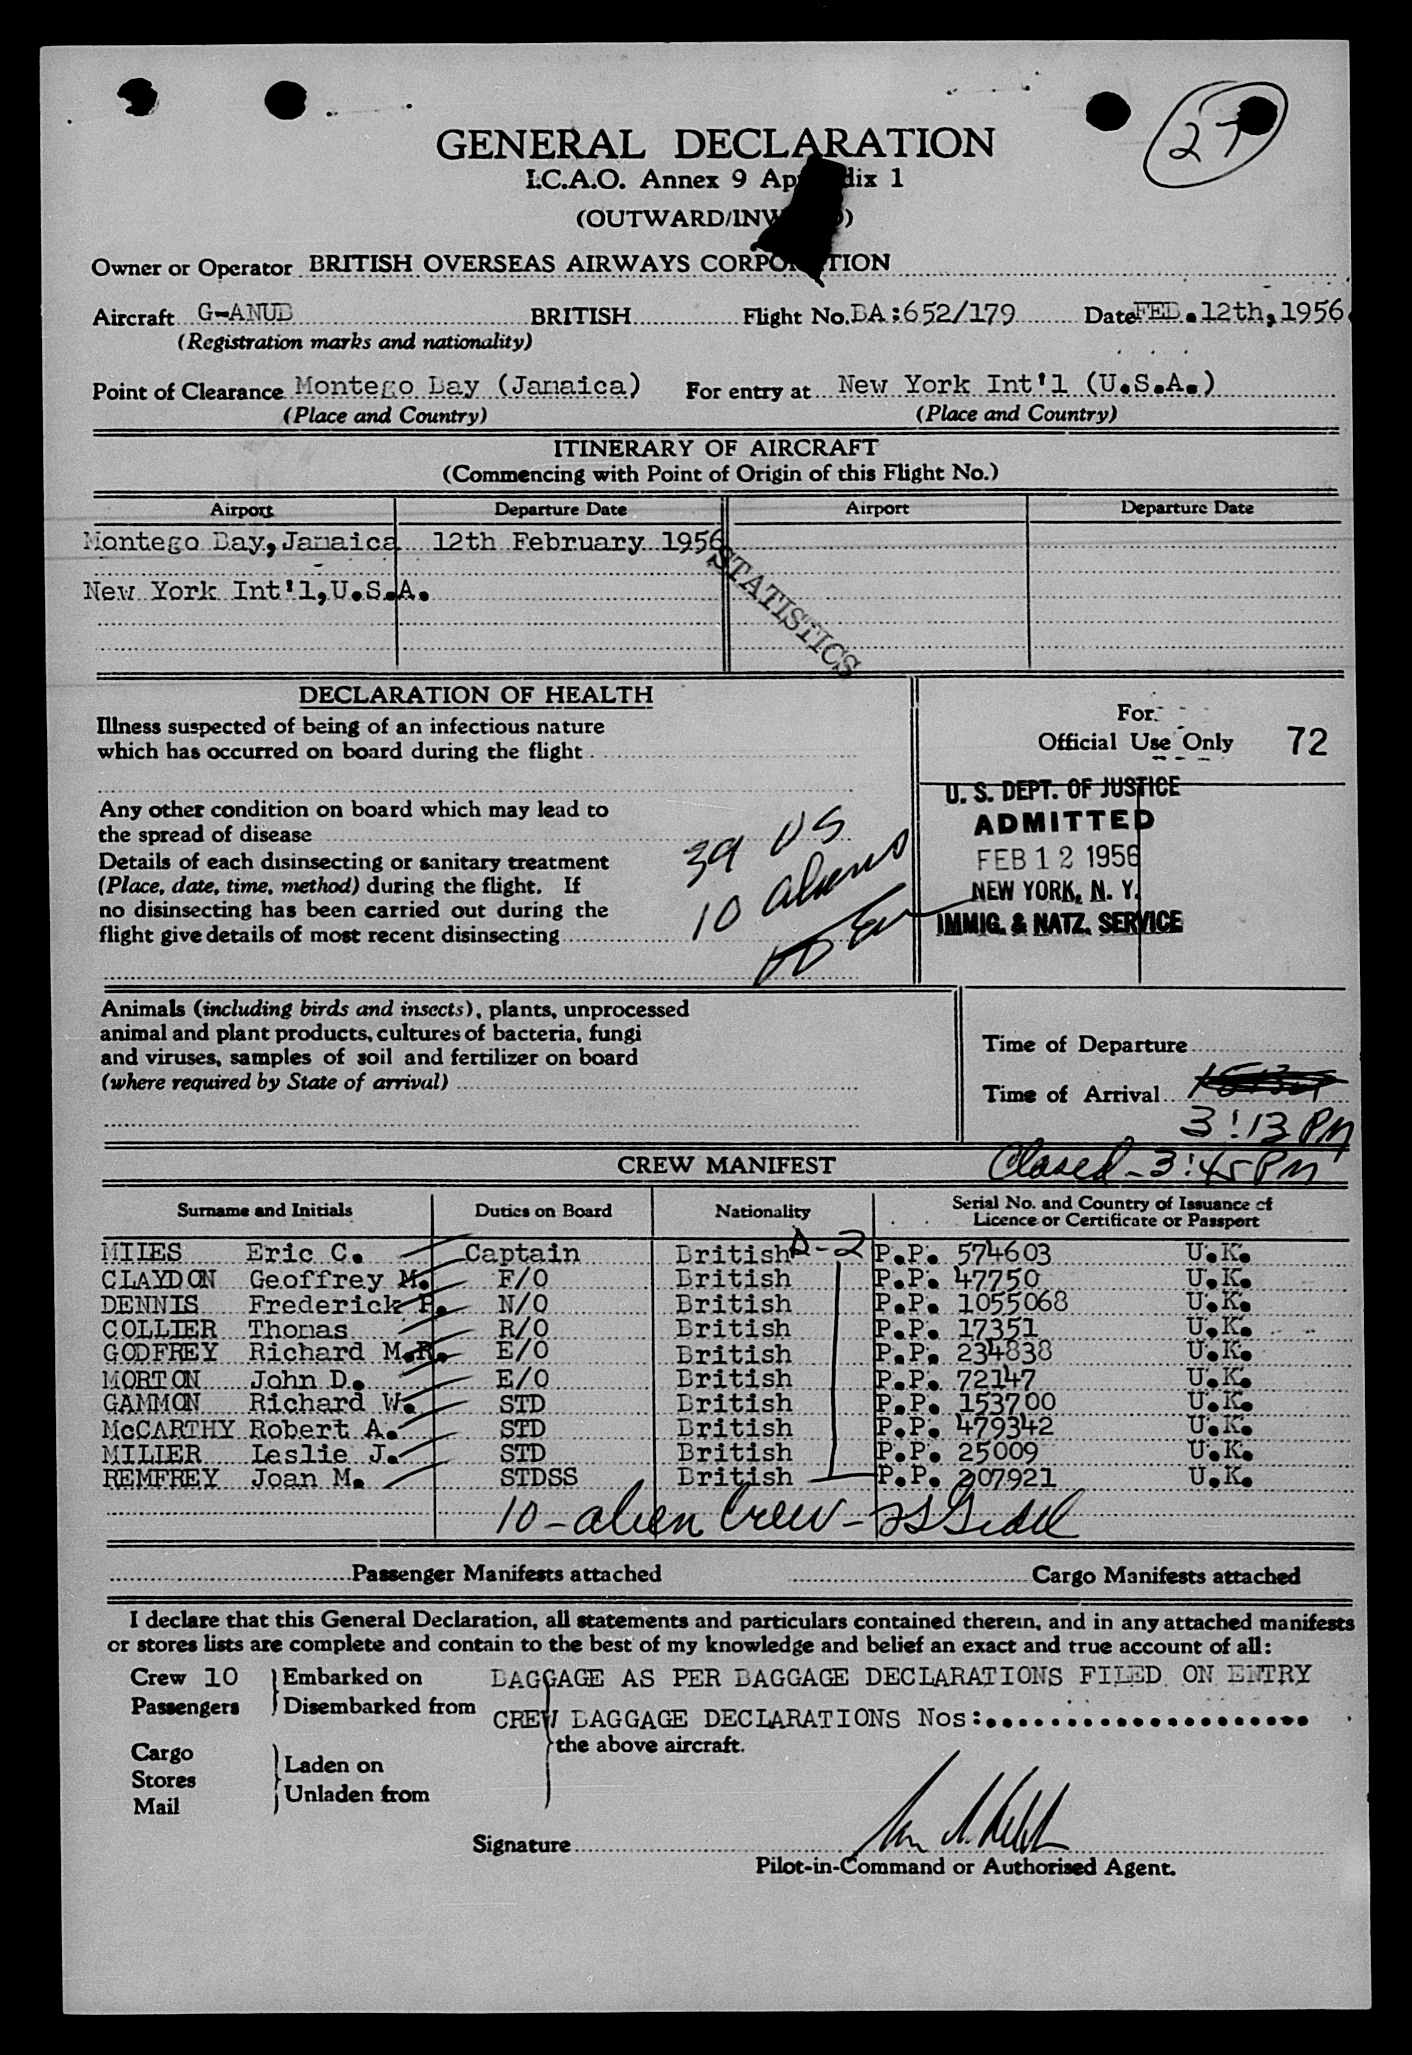 27
GENERAL DECLARATION
I.C.A.O. Annex 9 Ap dix 1
(OUTWARD/INW )
Owner or Operator BRITISH OVERSEAS AIRWAYS CORPO TION
Aircraft G-ANUB BRITISH Flight No. BA:652/179 Date FEB. 12th, 1956.
(Registration marks and nationality)
Point of Clearance Montego Bay (Jamaica) For entry at New York Int'l (U.S.A.)
(Place and Country) (Place and Country)
ITINERARY OF AIRCRAFT
(Commencing with Point of Origin of this Flight No.)
Airport Departure Date Airport Departure Date
Montego Bay, Jamaica 12th February 1956
New York Int'l, U.S.A.
STATISTICS
DECLARATION OF HEALTH
Illness suspected of being of an infectious nature
which has occurred on board during the flight
For
Official Use Only 72
Any other condition on board which may lead to
the spread of disease
Details of each disinsecting or sanitary treatment
(Place, date, time, method) during the flight. If
no disinsecting has been carried out during the
flight give details of most recent disinsecting
39 US
10 aliens
U. S. DEPT. OF JUSTICE
ADMITTED
FEB 12 1956
NEW YORK, N. Y.
IMMIG. & NATZ. SERVICE
Animals (including birds and insects), plants, unprocessed
animal and plant products, cultures of bacteria, fungi
and viruses, samples of soil and fertilizer on board
(where required by State of arrival)
Time of Departure
Time of Arrival
3:13 PM
Closed - 3:45 PM
CREW MANIFEST
Surname and Initials Duties on Board Nationality Serial No. and Country of Issuance of
Licence or Certificate or Passport
D-2
MILES Eric C. Captain British P.P. 574603 U.K.
CLAYDON Geoffrey M. F/O British P.P. 47750 U.K.
DENNIS Frederick P. N/O British P.P. 1055068 U.K.
COLLIER Thomas R/O British P.P. 17351 U.K.
GODFREY Richard M.R. E/O British P.P. 234838 U.K.
MORTON John D. E/O British P.P. 72147 U.K.
GAMMON Richard W. STD British P.P. 153700 U.K.
McCARTHY Robert A. STD British P.P. 479342 U.K.
MILLER Leslie J. STD British P.P. 25009 U.K.
REMFREY Joan M. STDSS British P.P. 207921 U.K.
10 - alien Crew -
Passenger Manifests attached Cargo Manifests attached
I declare that this General Declaration, all statements and particulars contained therein, and in any attached manifests
or stores lists are complete and contain to the best of my knowledge and belief an exact and true account of all:
Crew 10 Embarked on BAGGAGE AS PER BAGGAGE DECLARATIONS FILED ON ENTRY
Passengers Disembarked from CREW BAGGAGE DECLARATIONS Nos:.....................
the above aircraft.
Cargo
Stores Laden on
Mail Unladen from
Signature
Pilot-in-Command or Authorised Agent.